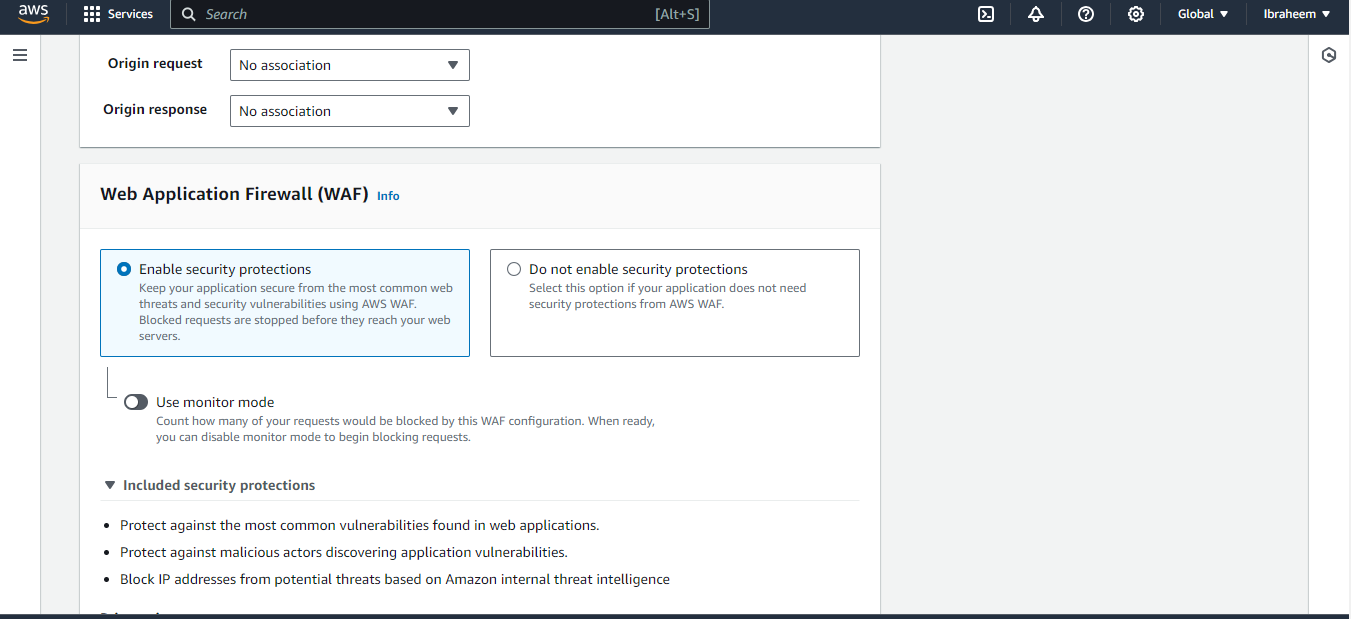 aws
Services
Search
[Alt+S]
Global
Ibraheem
Origin request
No association
Origin response
No association
Web Application Firewall (WAF) Info
Enable security protections
Keep your application secure from the most common web
threats and security vulnerabilities using AWS WAF.
Blocked requests are stopped before they reach your web
servers.
Do not enable security protections
Select this option if your application does not need
security protections from AWS WAF.
Use monitor mode
Count how many of your requests would be blocked by this WAF configuration. When ready,
you can disable monitor mode to begin blocking requests.
Included security protections
Protect against the most common vulnerabilities found in web applications.
Protect against malicious actors discovering application vulnerabilities.
Block IP addresses from potential threats based on Amazon internal threat intelligence